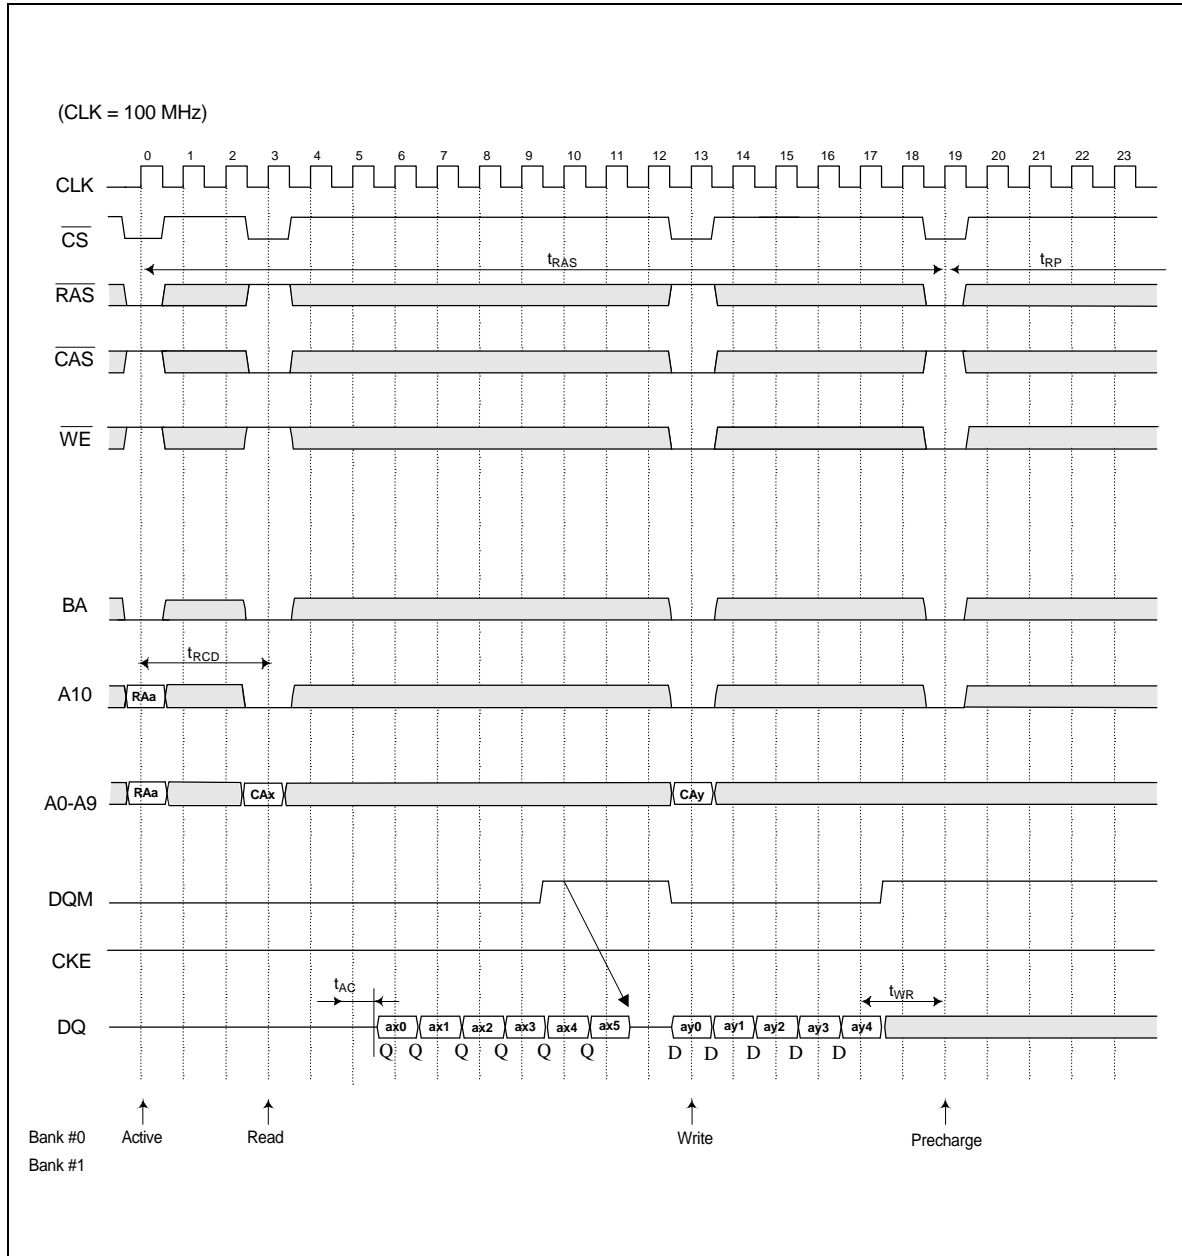 (CLK = 100 MHz)
0 1 2 3 4 5 6 7 8 9 10 11 12 13 14 15 16 17 18 19 20 21 22 23
CLK
CS
tRAS tRP
RAS
CAS
WE
BA
tRCD
A10 RAa
A0-A9 RAa CAx CAy
DQM
CKE
tAC tWR
DQ ax0 ax1 ax2 ax3 ax4 ax5 ay0 ay1 ay2 ay3 ay4
Q Q Q Q Q Q D D D D D
Bank #0 Active Read Write Precharge
Bank #1